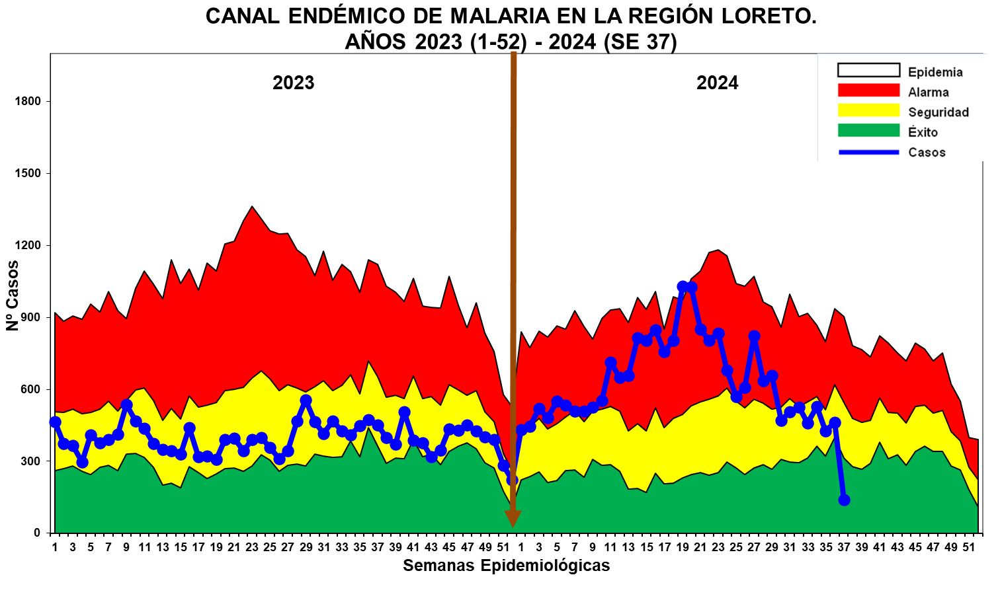 CANAL ENDÉMICO DE MALARIA EN LA REGIÓN LORETO.
AÑOS 2023 (1-52) - 2024 (SE 37)
2023
2024
Epidemia
Alarma
Seguridad
Éxito
Casos
Nº Casos
1800
1500
1200
900
600
300
0
1 3 5 7 9 11 13 15 17 19 21 23 25 27 29 31 33 35 37 39 41 43 45 47 49 51 1 3 5 7 9 11 13 15 17 19 21 23 25 27 29 31 33 35 37 39 41 43 45 47 49 51
Semanas Epidemiológicas